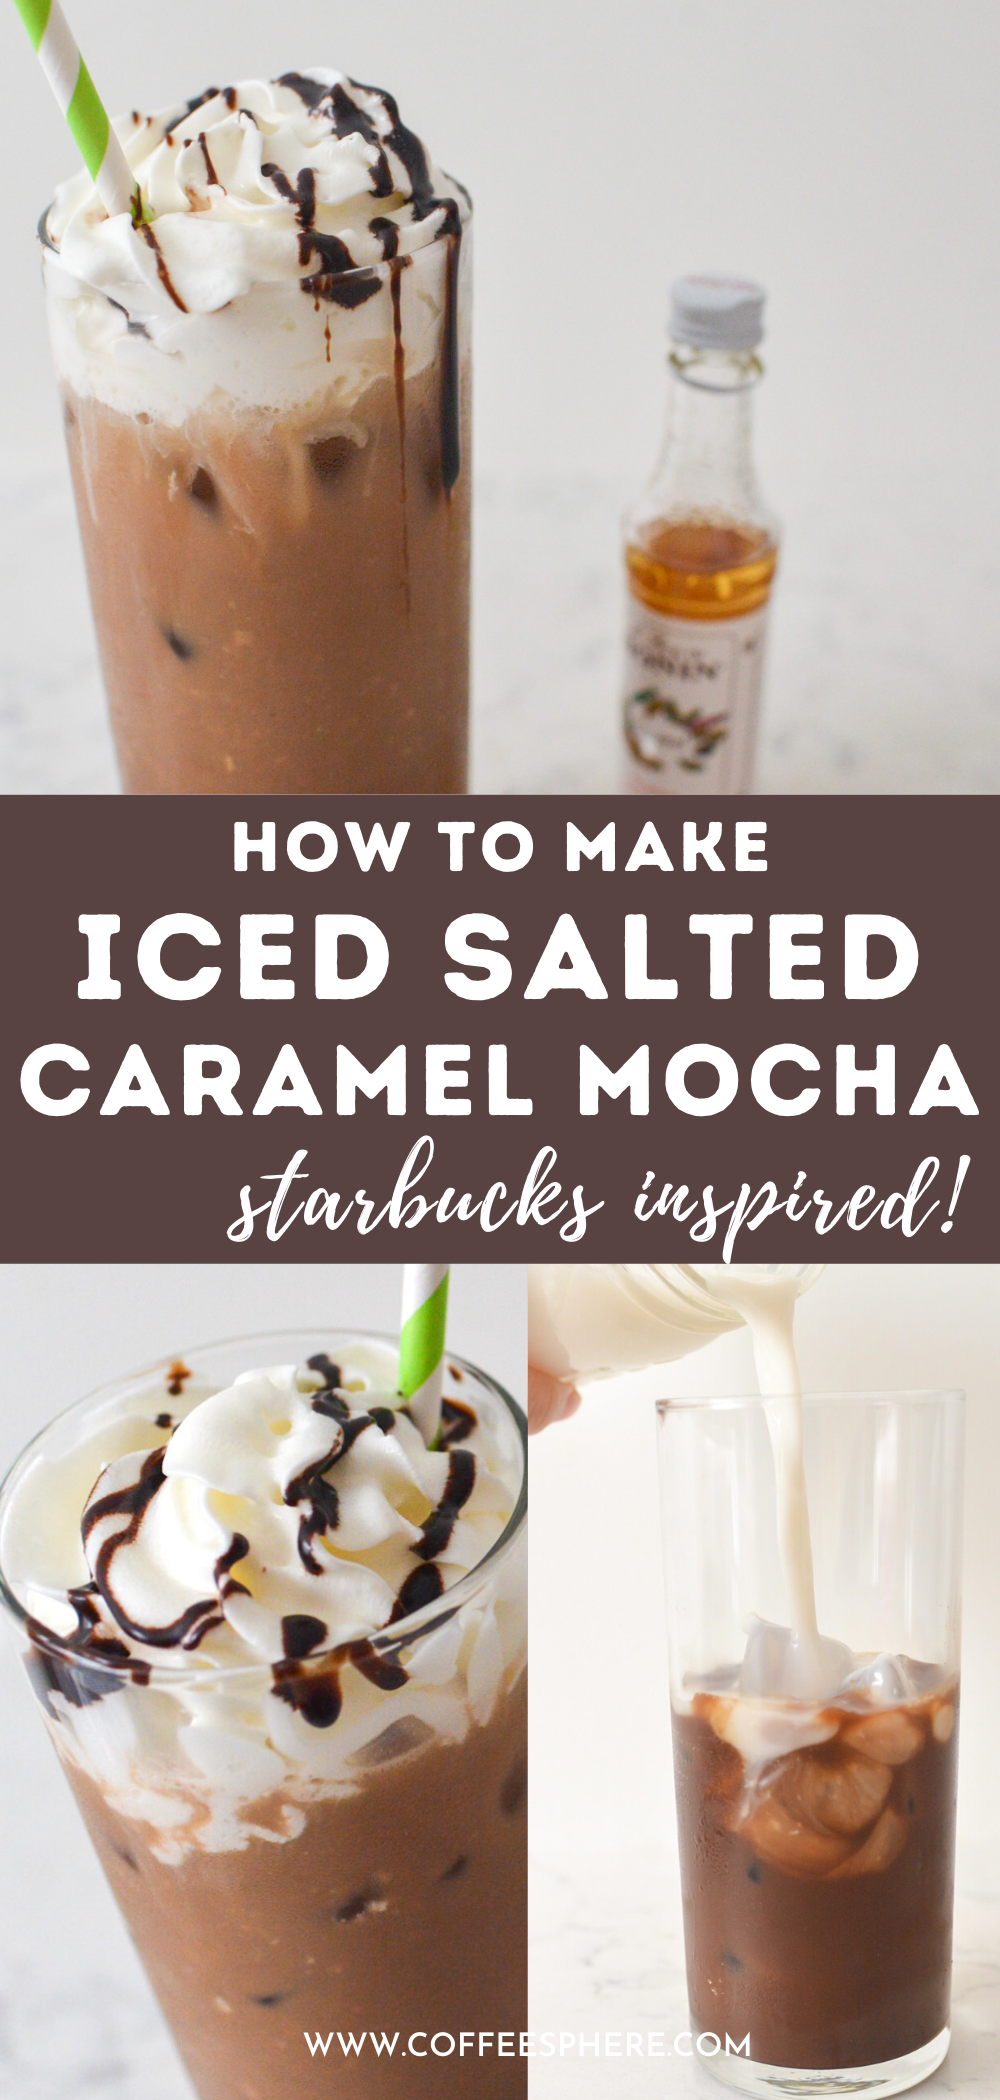 HOW TO MAKE
ICED SALTED
CARAMEL MOCHA
starbucks inspired!
WWW.COFFEESPHERE.COM